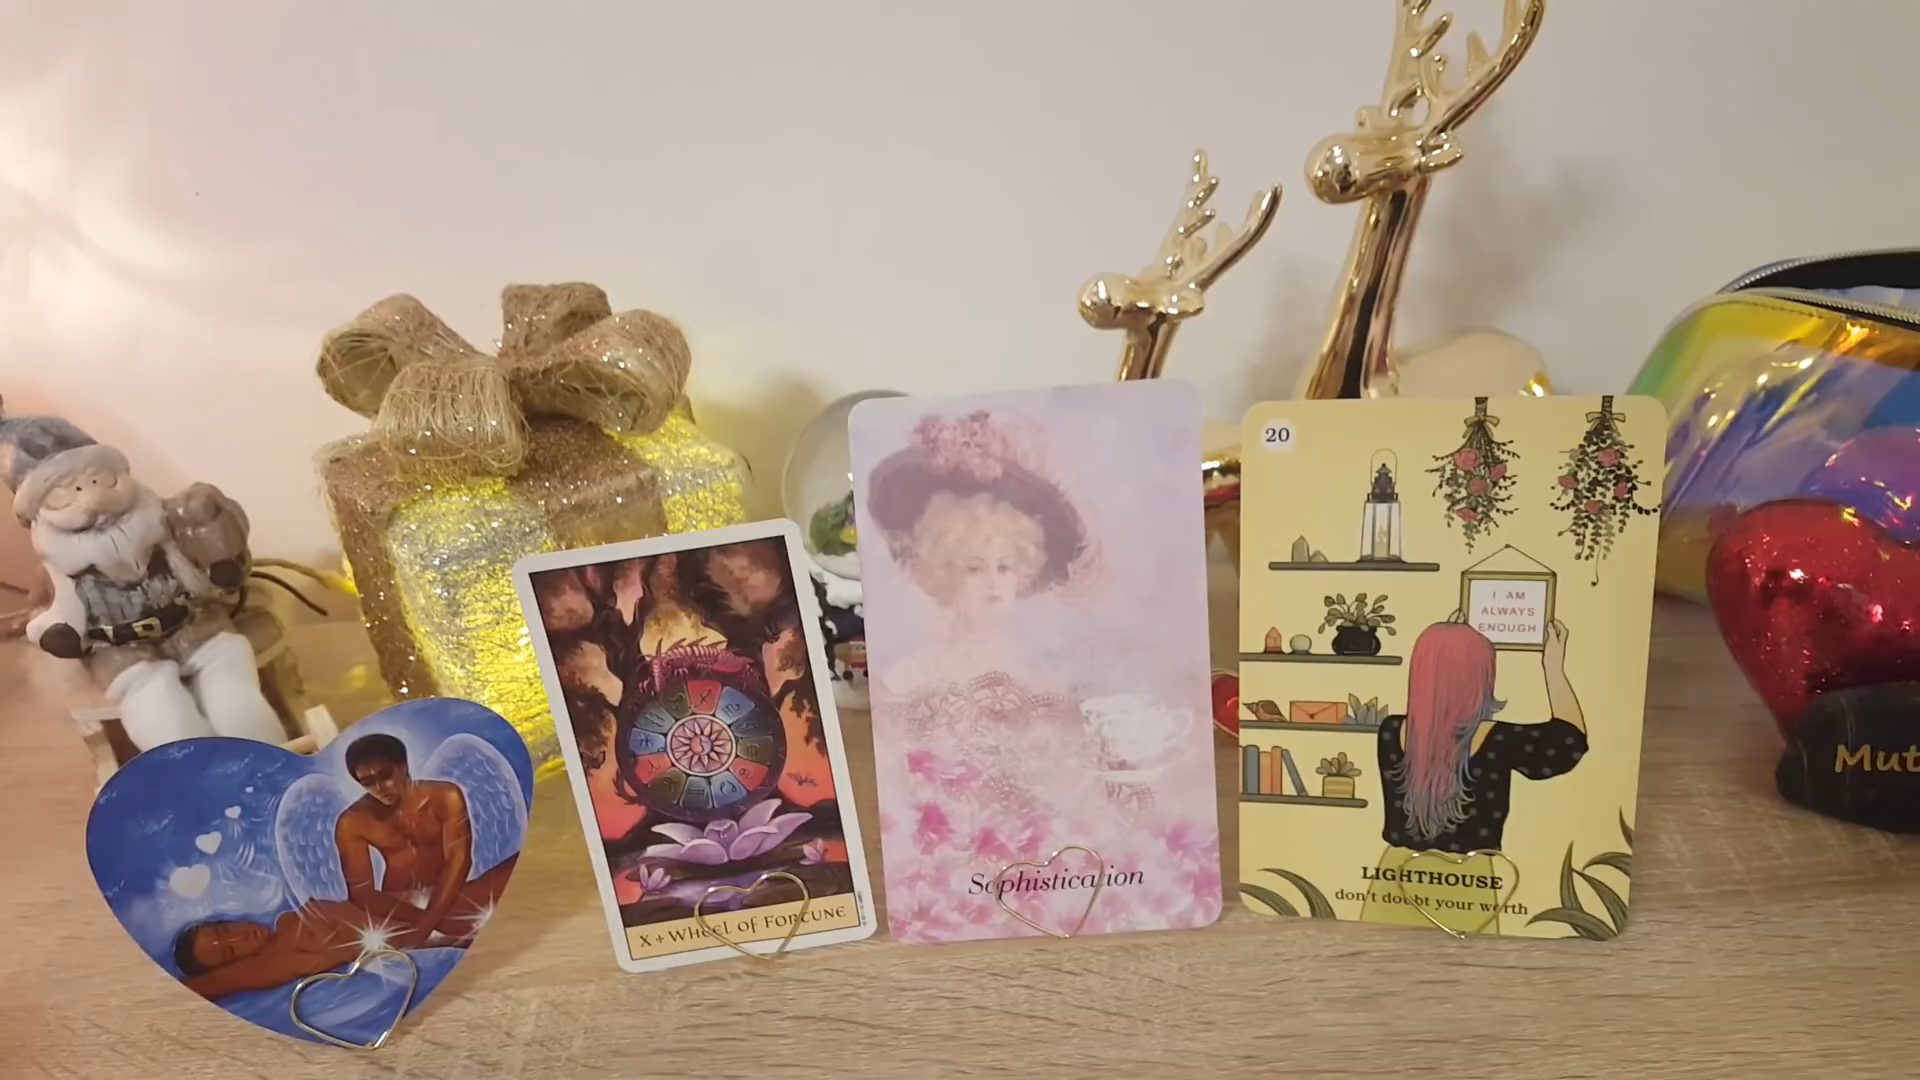 X + WHEEL OF FORTUNE
Sophistication
20
I AM
ALWAYS
ENOUGH
LIGHTHOUSE
don't doubt your worth
Mut